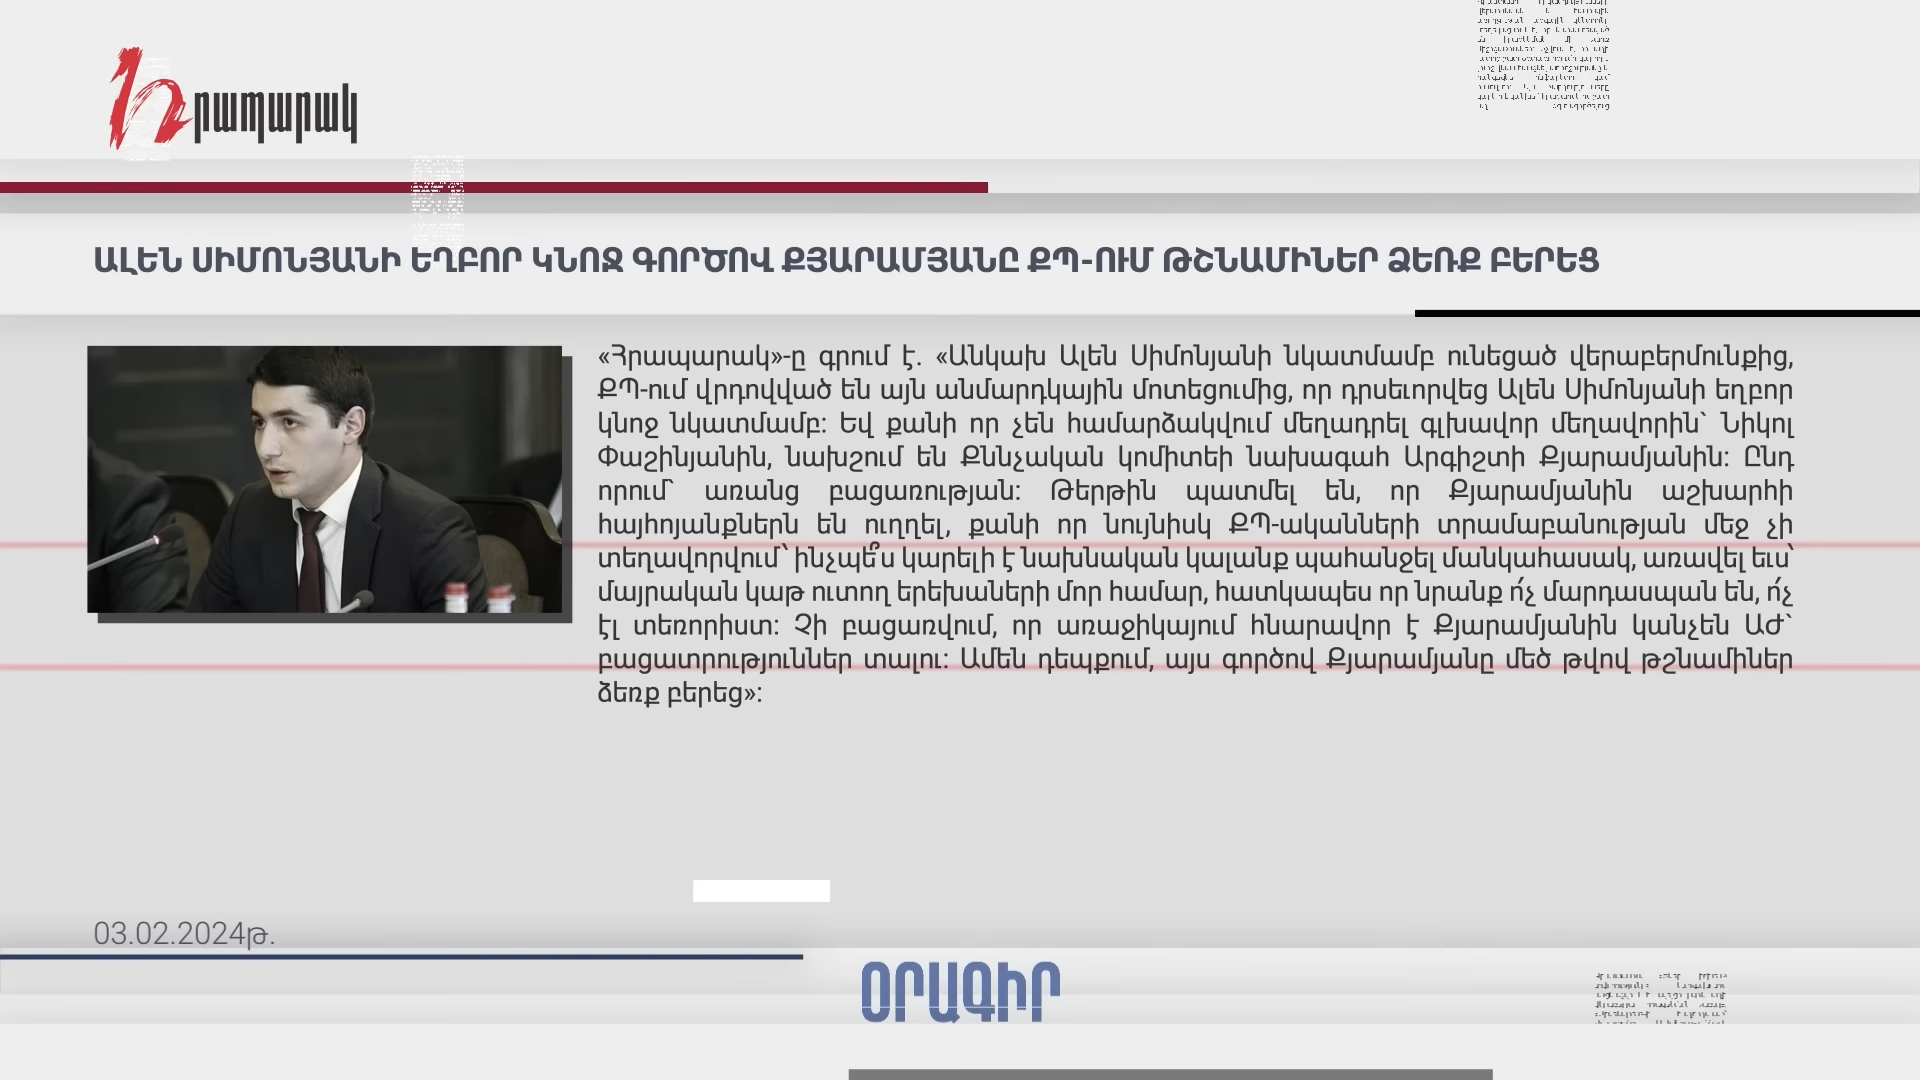 Հրապարակ
ԱԼԵՆ ՍԻՄՈՆՅԱՆԻ ԵՂԲՈՐ ԿՆՈՋ ԳՈՐԾՈՎ ՔՅԱՐԱՄՅԱՆԸ ՔՊ-ՈՒՄ ԹՇՆԱՄԻՆԵՐ ՁԵՌՔ ԲԵՐԵՑ
«Հրապարակ»-ը գրում է. «Անկախ Ալեն Սիմոնյանի նկատմամբ ունեցած վերաբերմունքից,
ՔՊ-ում վրդովված են այն անմարդկային մոտեցումից, որ դրսեւորվեց Ալեն Սիմոնյանի եղբոր
կնոջ նկատմամբ։ Եվ քանի որ չեն համարձակվում մեղադրել գլխավոր մեղավորին՝ Նիկոլ
Փաշինյանին, նախշում են Քննչական կոմիտեի նախագահ Արգիշտի Քյարամյանին։ Ընդ
որում՝ առանց բացառության։ Թերթին պատմել են, որ Քյարամյանին աշխարհի
հայհոյանքներն են ուղղել, քանի որ նույնիսկ ՔՊ-ականների տրամաբանության մեջ չի
տեղավորվում՝ ինչպե՞ս կարելի է նախնական կալանք պահանջել մանկահասակ, առավել եւս՝
մայրական կաթ ուտող երեխաների մոր համար, հատկապես որ նրանք ո́չ մարդասպան են, ո́չ
էլ տեռորիստ։ Չի բացառվում, որ առաջիկայում հնարավոր է Քյարամյանին կանչեն ԱԺ՝
բացատրություններ տալու։ Ամեն դեպքում, այս գործով Քյարամյանը մեծ թվով թշնամիներ
ձեռք բերեց»։
03.02.2024թ.
ՕՐԱԳԻՐ